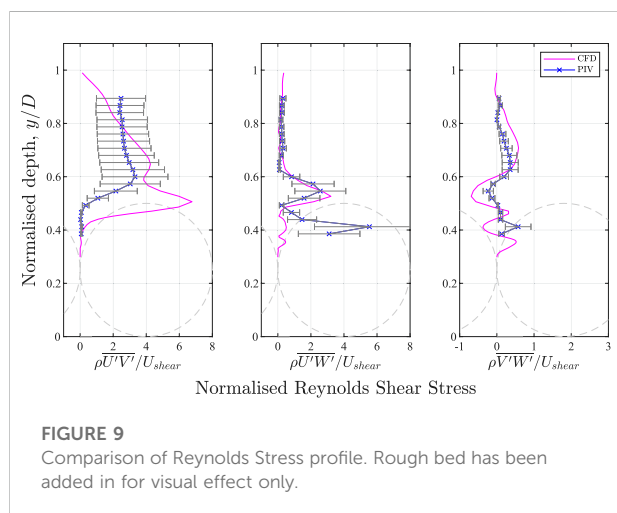 CFD
PIV
Normalised depth, y/D
1
0.8
0.6
0.4
0.2
0
0 2 4 6 8
ρU'V'/U_shear
1
0.8
0.6
0.4
0.2
0
0 2 4 6 8
ρU'W'/U_shear
1
0.8
0.6
0.4
0.2
0
-1 0 1 2 3
ρV'W'/U_shear
Normalised Reynolds Shear Stress
FIGURE 9
Comparison of Reynolds Stress profile. Rough bed has been
added in for visual effect only.